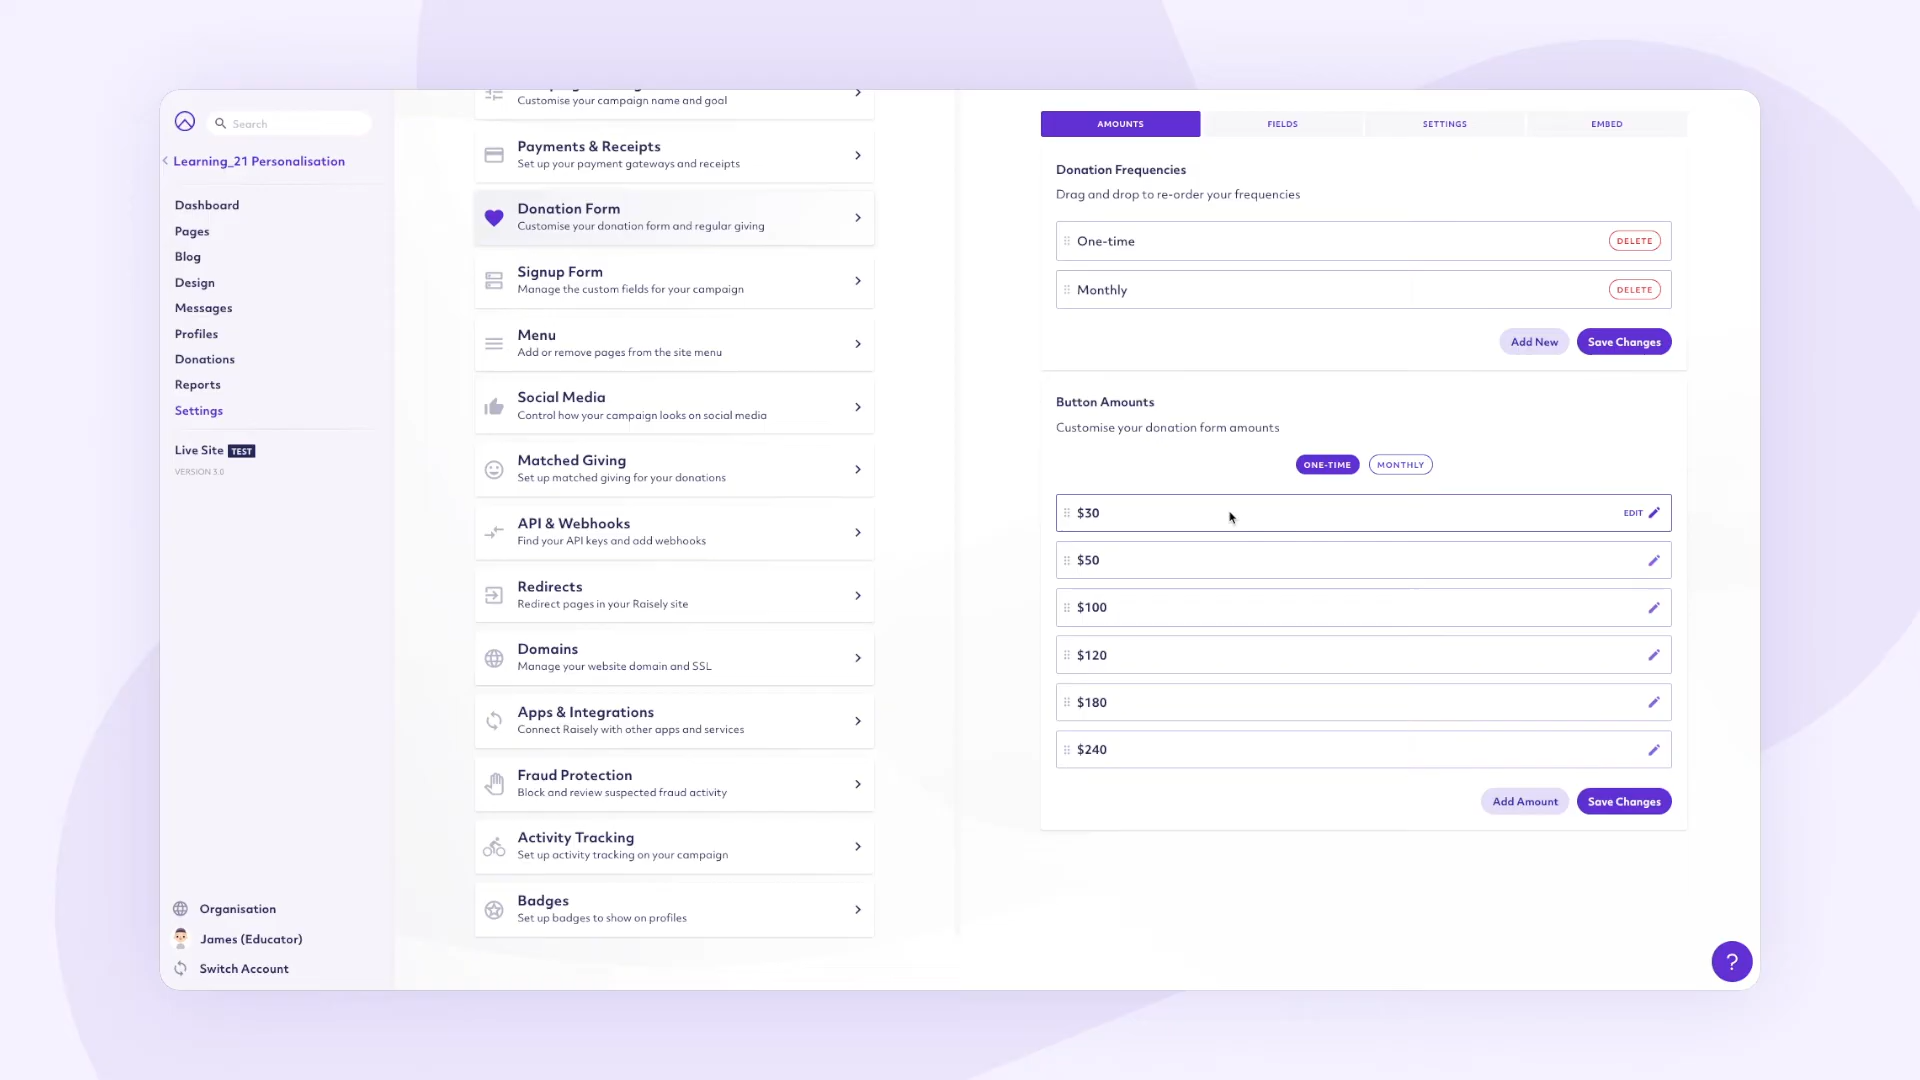 Search
Learning_21 Personalisation
Dashboard
Pages
Blog
Design
Messages
Profiles
Donations
Reports
Settings
Live Site TEST
VERSION 3.0
Organisation
James (Educator)
Switch Account
Customise your campaign name and goal
Payments & Receipts
Set up your payment gateways and receipts
Donation Form
Customise your donation form and regular giving
Signup Form
Manage the custom fields for your campaign
Menu
Add or remove pages from the site menu
Social Media
Control how your campaign looks on social media
Matched Giving
Set up matched giving for your donations
API & Webhooks
Find your API keys and add webhooks
Redirects
Redirect pages in your Raisely site
Domains
Manage your website domain and SSL
Apps & Integrations
Connect Raisely with other apps and services
Fraud Protection
Block and review suspected fraud activity
Activity Tracking
Set up activity tracking on your campaign
Badges
Set up badges to show on profiles
AMOUNTS FIELDS SETTINGS EMBED
Donation Frequencies
Drag and drop to re-order your frequencies
One-time DELETE
Monthly DELETE
Add New Save Changes
Button Amounts
Customise your donation form amounts
ONE-TIME MONTHLY
$30 EDIT
$50
$100
$120
$180
$240
Add Amount Save Changes
?